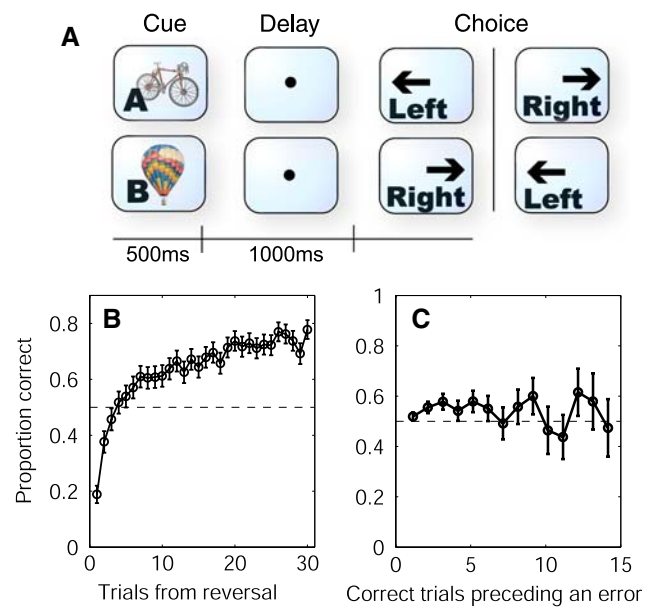 A
Cue Delay Choice
A
Left
Right
B
Right
Left
500ms 1000ms
B
Proportion correct
0.8
0.6
0.4
0.2
0
0 10 20 30
Trials from reversal
C
1
0.8
0.6
0.4
0.2
0
0 5 10 15
Correct trials preceding an error